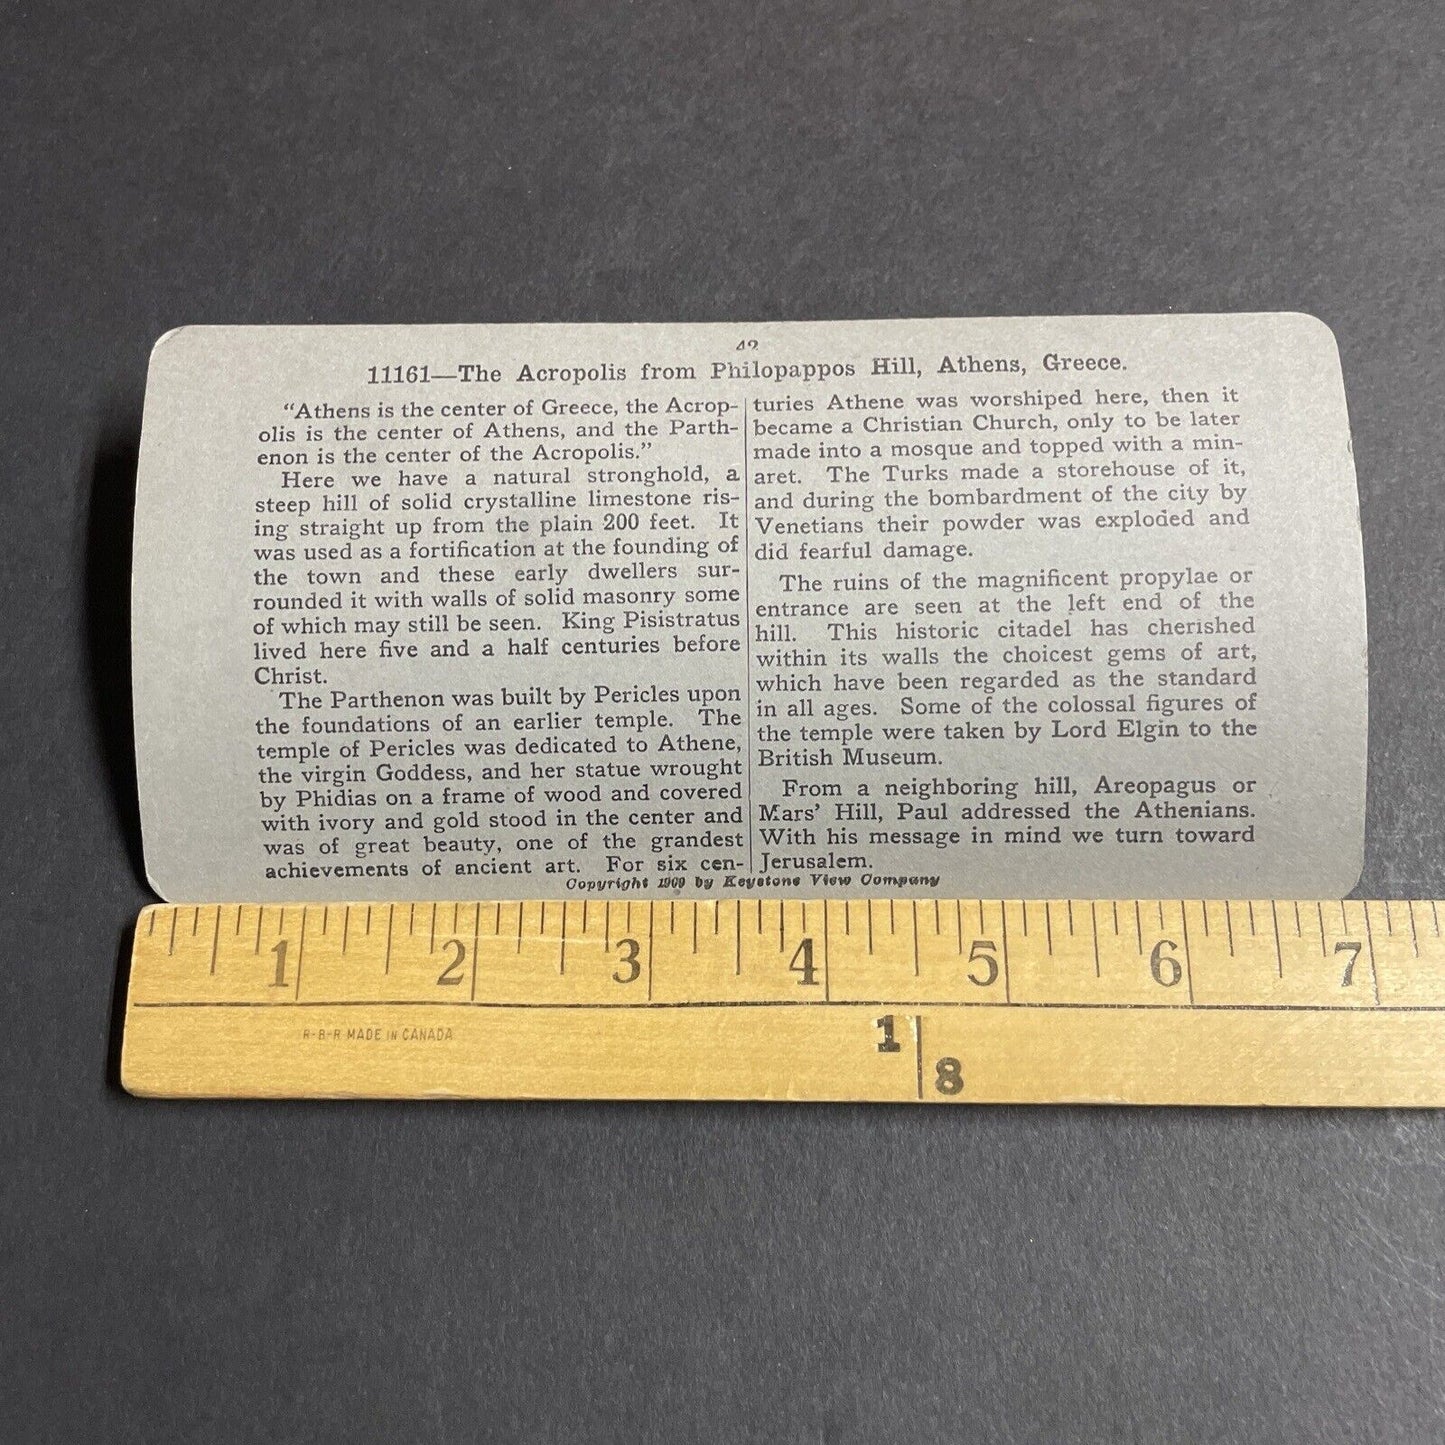 42
11161—The Acropolis from Philopappos Hill, Athens, Greece.
"Athens is the center of Greece, the Acrop-
olis is the center of Athens, and the Parth-
enon is the center of the Acropolis."
Here we have a natural stronghold, a
steep hill of solid crystalline limestone ris-
ing straight up from the plain 200 feet. It
was used as a fortification at the founding of
the town and these early dwellers sur-
rounded it with walls of solid masonry some
of which may still be seen. King Pisistratus
lived here five and a half centuries before
Christ.
The Parthenon was built by Pericles upon
the foundations of an earlier temple. The
temple of Pericles was dedicated to Athene,
the virgin Goddess, and her statue wrought
by Phidias on a frame of wood and covered
with ivory and gold stood in the center and
was of great beauty, one of the grandest
achievements of ancient art. For six cen-
turies Athene was worshiped here, then it
became a Christian Church, only to be later
made into a mosque and topped with a min-
aret. The Turks made a storehouse of it,
and during the bombardment of the city by
Venetians their powder was exploded and
did fearful damage.
The ruins of the magnificent propylae or
entrance are seen at the left end of the
hill. This historic citadel has cherished
within its walls the choicest gems of art,
which have been regarded as the standard
in all ages. Some of the colossal figures of
the temple were taken by Lord Elgin to the
British Museum.
From a neighboring hill, Areopagus or
Mars' Hill, Paul addressed the Athenians.
With his message in mind we turn toward
Jerusalem.
Copyright 1909 by Keystone View Company
1 2 3 4 5 6 7
R-B-R MADE IN CANADA
1
8